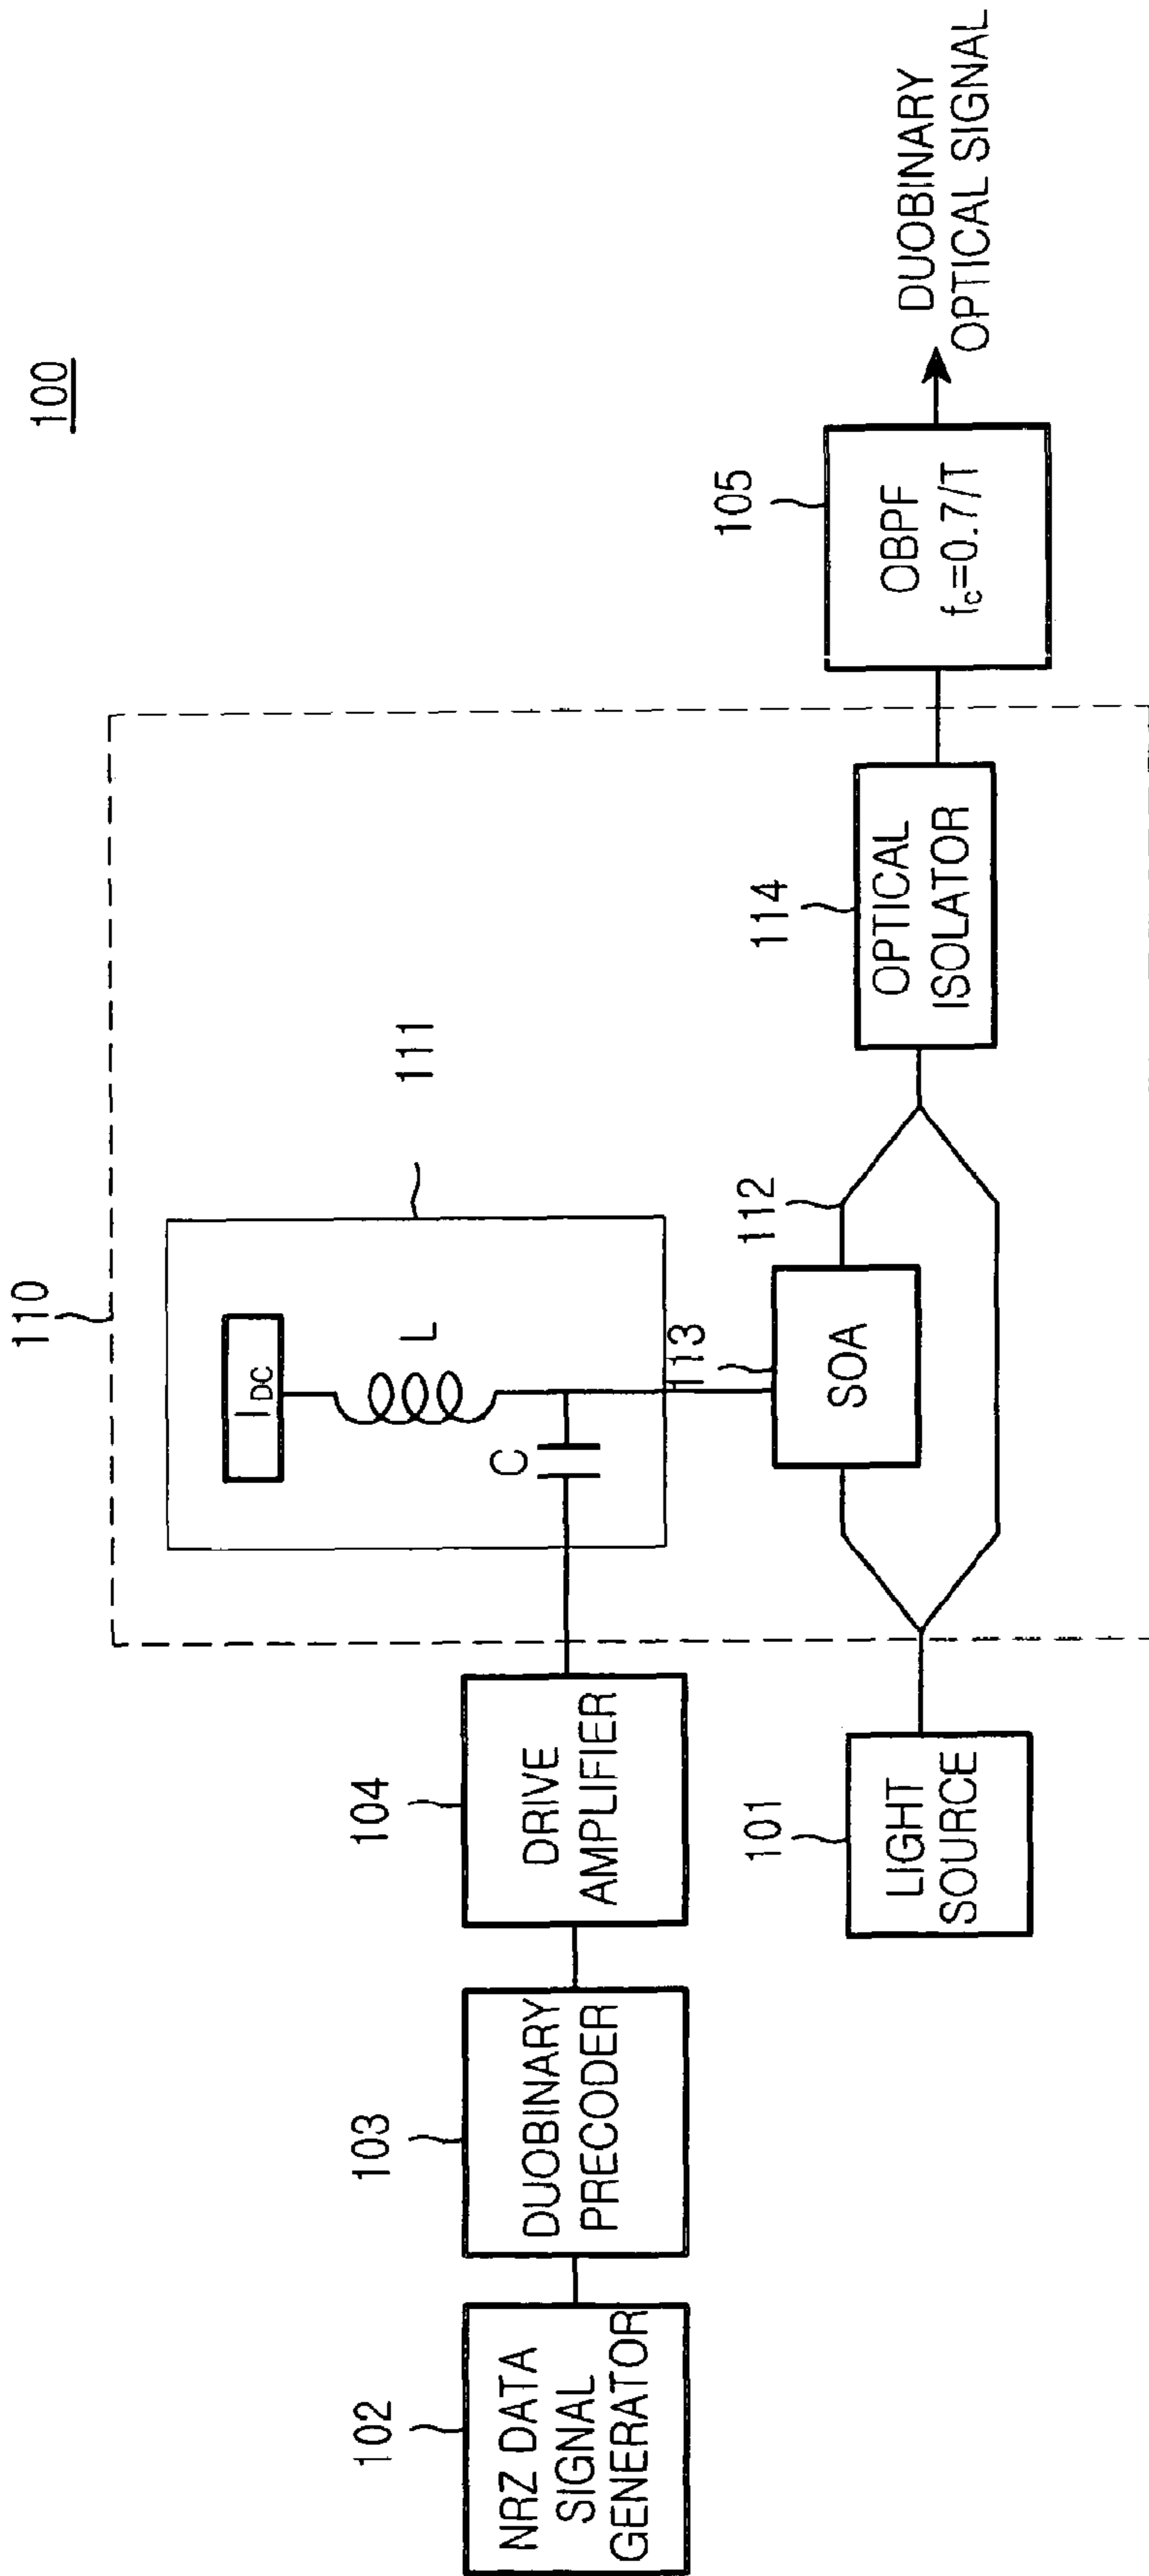 100
110
111
I_DC
L
C
102
NRZ DATA
SIGNAL
GENERATOR
103
DUOBINARY
PRECODER
104
DRIVE
AMPLIFIER
113
112
SOA
101
LIGHT
SOURCE
114
OPTICAL
ISOLATOR
105
OBPF
f_c=0.7/T
DUOBINARY
OPTICAL SIGNAL